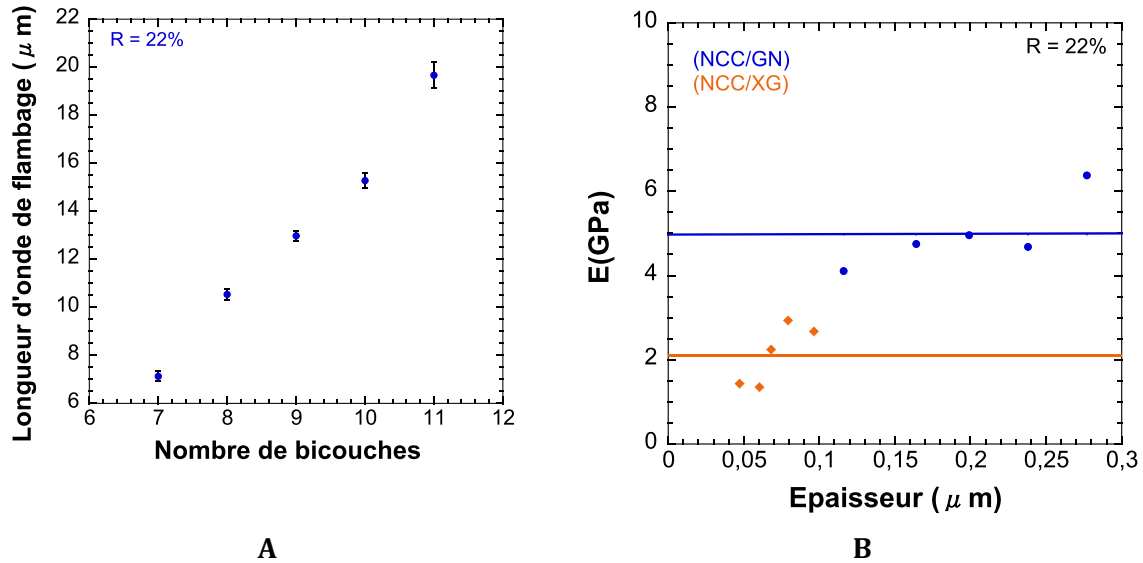 22
20
18
16
14
12
10
8
6
6 7 8 9 10 11 12
R = 22%
Longueur d'onde de flambage ( μ m)
Nombre de bicouches
A
10
8
6
4
2
0
0 0,05 0,1 0,15 0,2 0,25 0,3
R = 22%
(NCC/GN)
(NCC/XG)
E(GPa)
Epaisseur ( μ m)
B